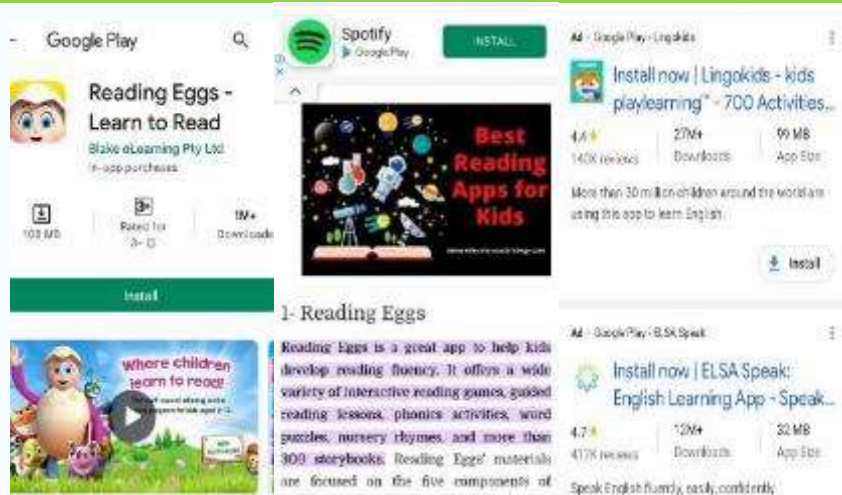 Google Play
Reading Eggs -
Learn to Read
Blake eLearning Pty Ltd
In-app purchases
3+
103 MB
Rated for
3+
1M+
Downloads
Install
Where children
learn to read!
Spotify
Google Play
INSTALL
Best
Reading
Apps for
Kids
1- Reading Eggs
Reading Eggs is a great app to help kids
develop reading fluency. It offers a wide
variety of interactive reading games, guided
reading lessons, phonics activities, word
puzzles, nursery rhymes, and more than
300 storybooks. Reading Eggs' materials
are focused on the five components of
Ad · Google Play · Lingokids
Install now | Lingokids - kids
playlearning™ - 700 Activities...
4.4★
27M+
99 MB
140K reviews
Downloads
App Size
More than 30 million children around the world are
using this app to learn English.
Install
Ad · Google Play · ELSA Speak
Install now | ELSA Speak:
English Learning App - Speak...
4.7★
12M+
32 MB
reviews
Downloads
App Size
Speak English fluently, easily, confidently